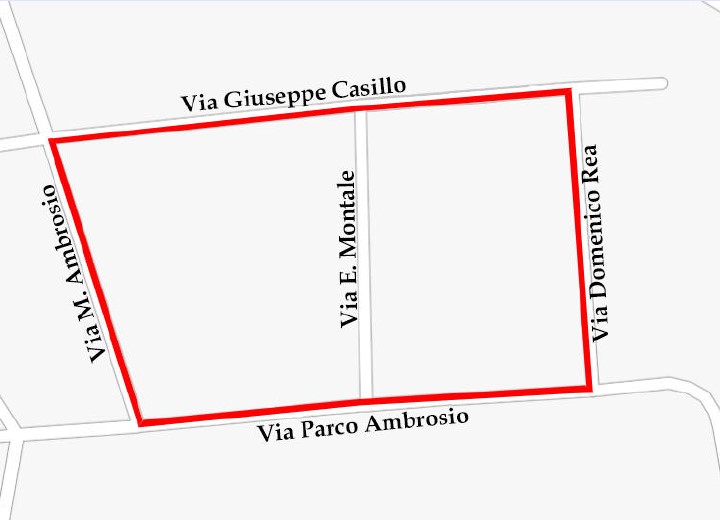 Via Giuseppe Casillo
Via M. Ambrosio
Via E. Montale
Via Domenico Rea
Via Parco Ambrosio